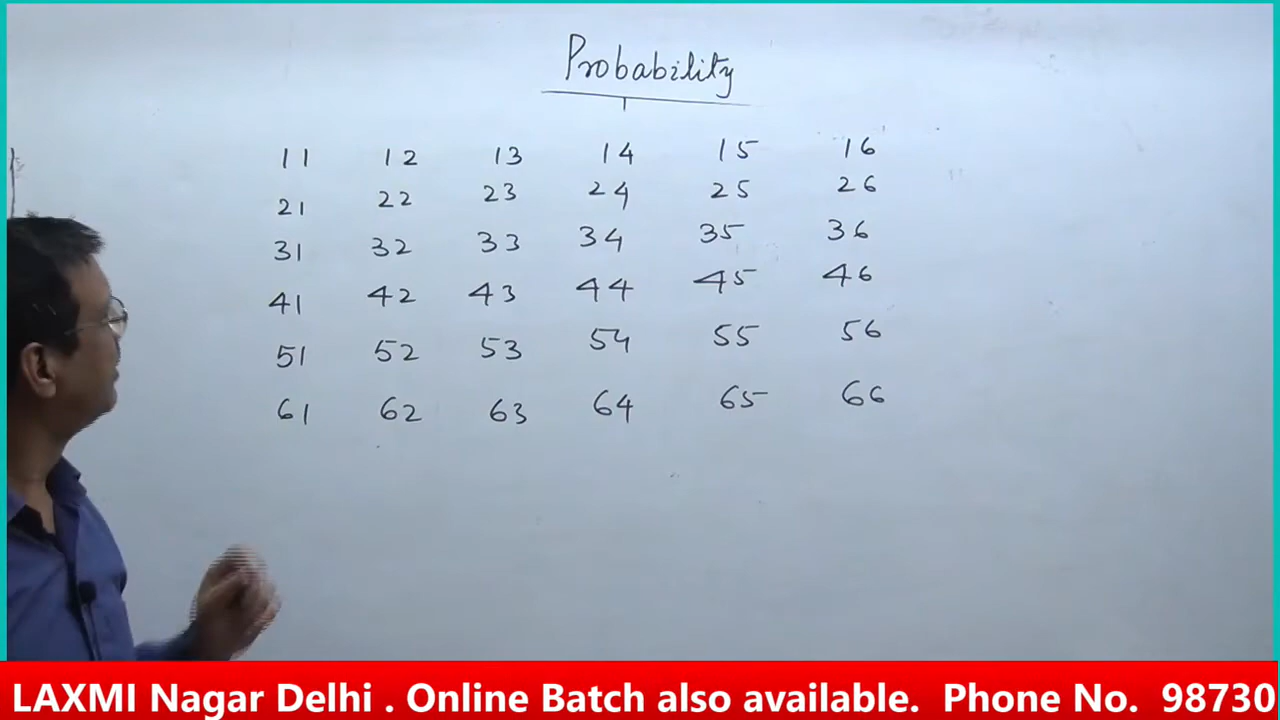 Probability
11 12 13 14 15 16
21 22 23 24 25 26
31 32 33 34 35 36
41 42 43 44 45 46
51 52 53 54 55 56
61 62 63 64 65 66
LAXMI Nagar Delhi . Online Batch also available. Phone No. 98730